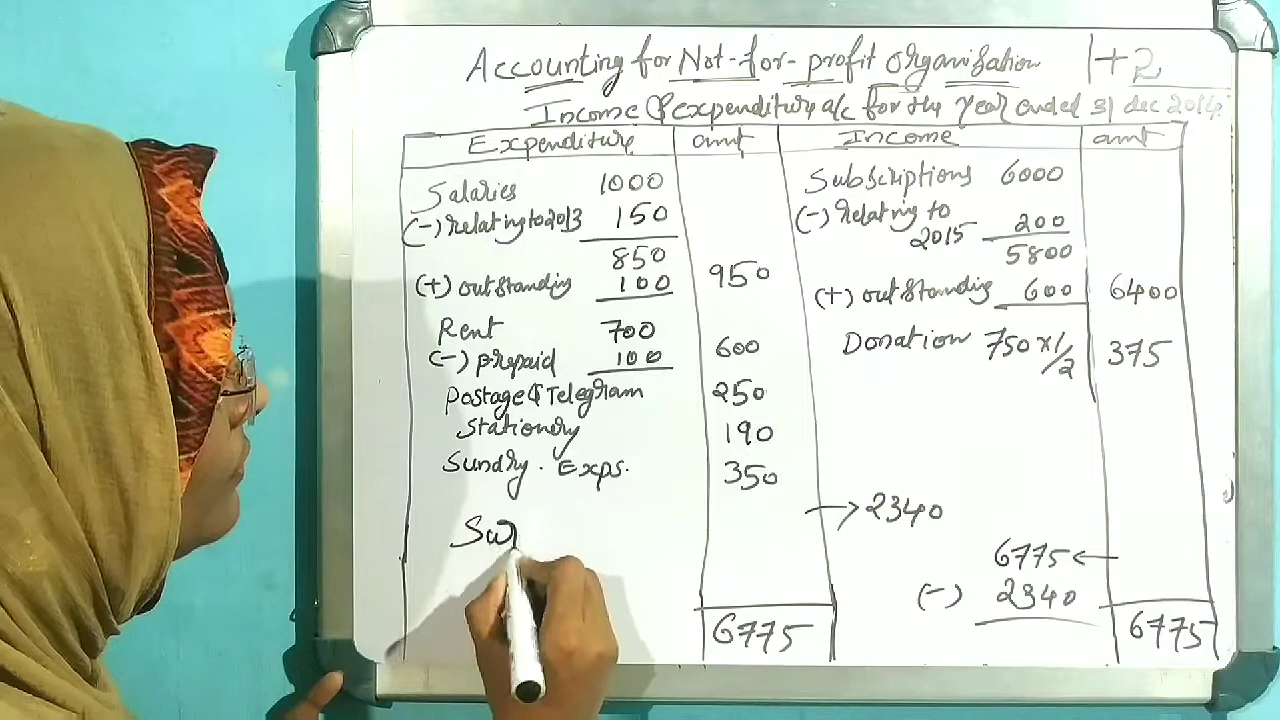 Accounting for Not-for-profit Organisation | +2
Income & expenditure a/c for the year ended 31 dec 2014
Expenditure amt Income amt
Salaries 1000
(-) relating to 2013 150
850
(+) outstanding 100 950
Rent 700
(-) prepaid 100 600
Postage & Telegram 250
Stationery 190
Sundry. Exps. 350
Sur
6775
Subscriptions 6000
(-) relating to
2015 200
5800
(+) outstanding 600 6400
Donation 750 x 1/2 375
→ 2340
6775 ←
(-) 2340
6775